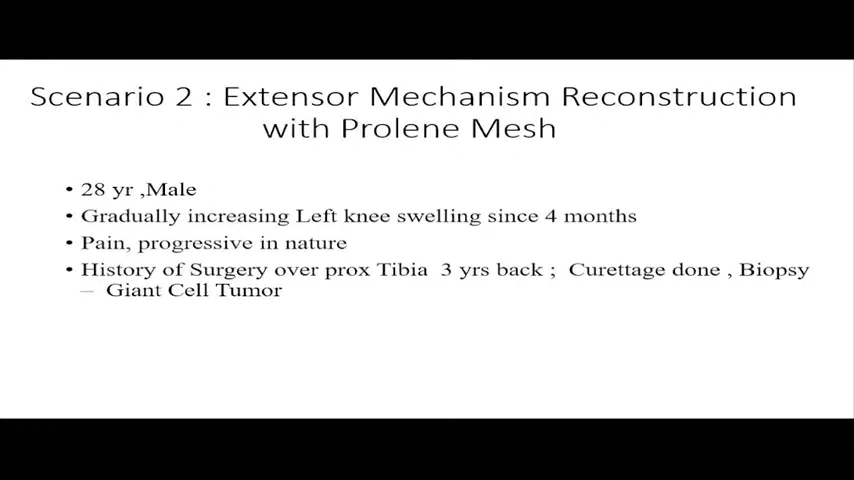 Scenario 2 : Extensor Mechanism Reconstruction
with Prolene Mesh
• 28 yr ,Male
• Gradually increasing Left knee swelling since 4 months
• Pain, progressive in nature
• History of Surgery over prox Tibia 3 yrs back ; Curettage done , Biopsy
– Giant Cell Tumor